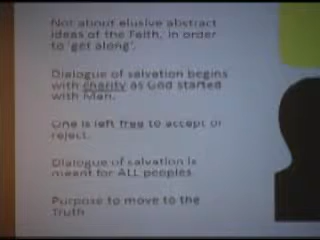 Not about elusive abstract
ideas of the Faith, in order
to 'get along'.
Dialogue of salvation begins
with charity as God started
with Man.
One is left free to accept or
reject.
Dialogue of salvation is
meant for ALL peoples
Purpose to move to the
Truth